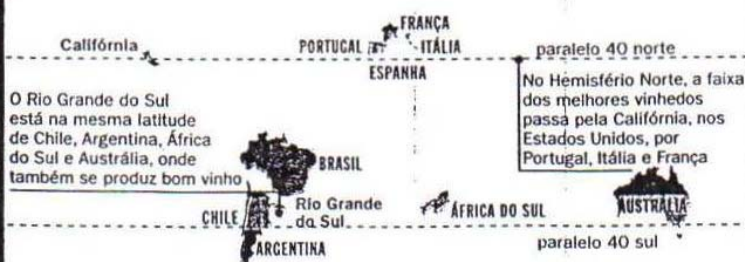 FRANÇA
Califórnia
PORTUGAL
ITÁLIA
paralelo 40 norte
ESPANHA
No Hemisfério Norte, a faixa
dos melhores vinhedos
passa pela Califórnia, nos
Estados Unidos, por
Portugal, Itália e França
O Rio Grande do Sul
está na mesma latitude
de Chile, Argentina, África
do Sul e Austrália, onde
também se produz bom vinho
BRASIL
Rio Grande
do Sul
CHILE
ÁFRICA DO SUL
AUSTRÁLIA
paralelo 40 sul
ARGENTINA